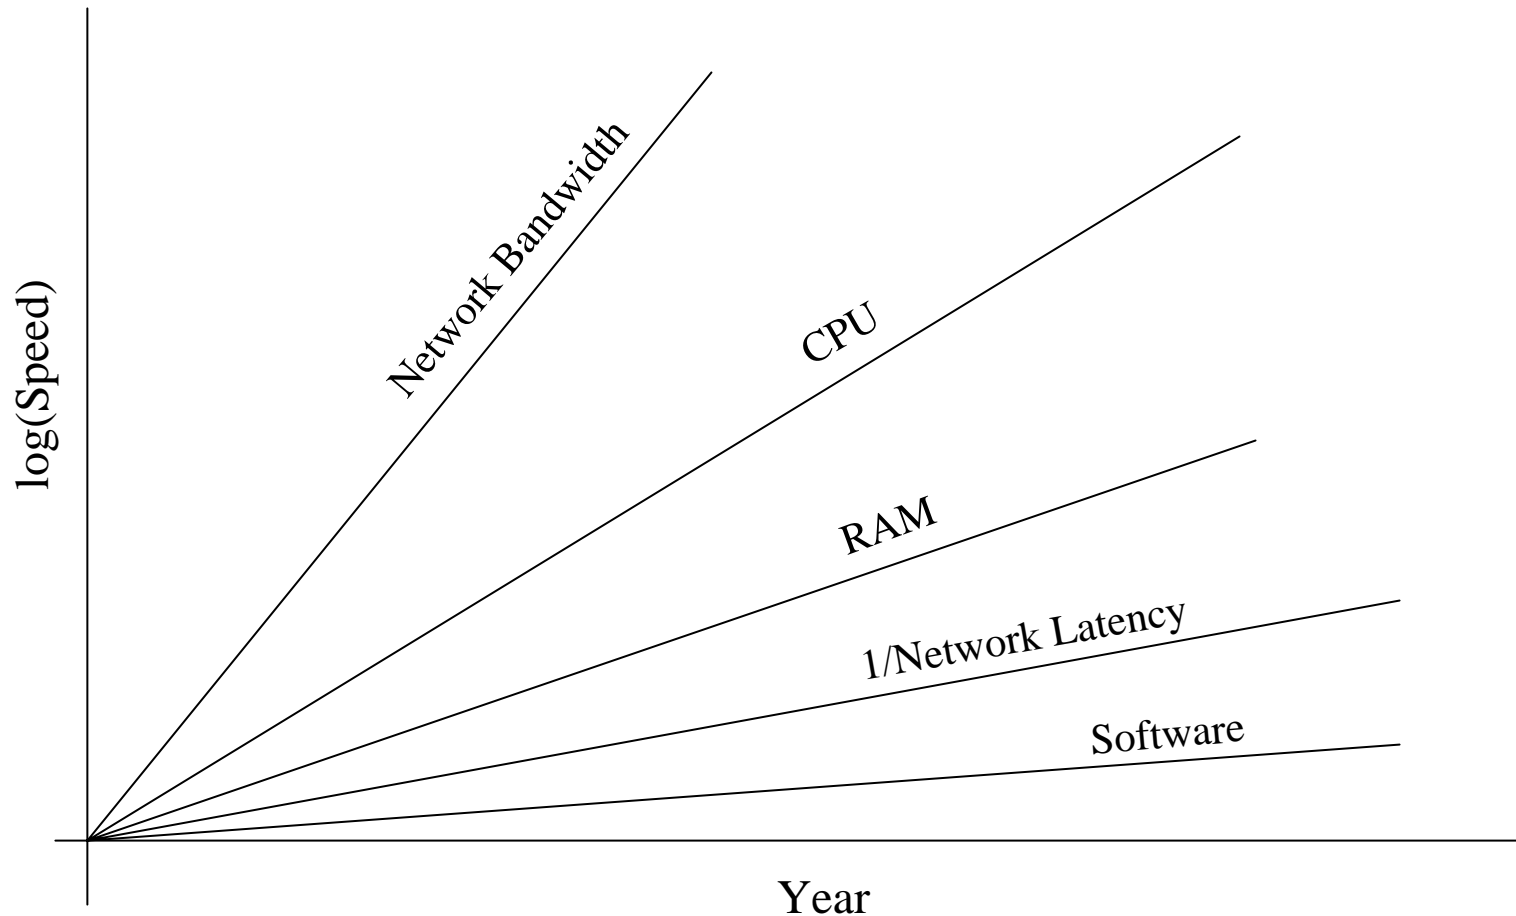 Network Bandwidth
CPU
log(Speed)
RAM
1/Network Latency
Software
Year